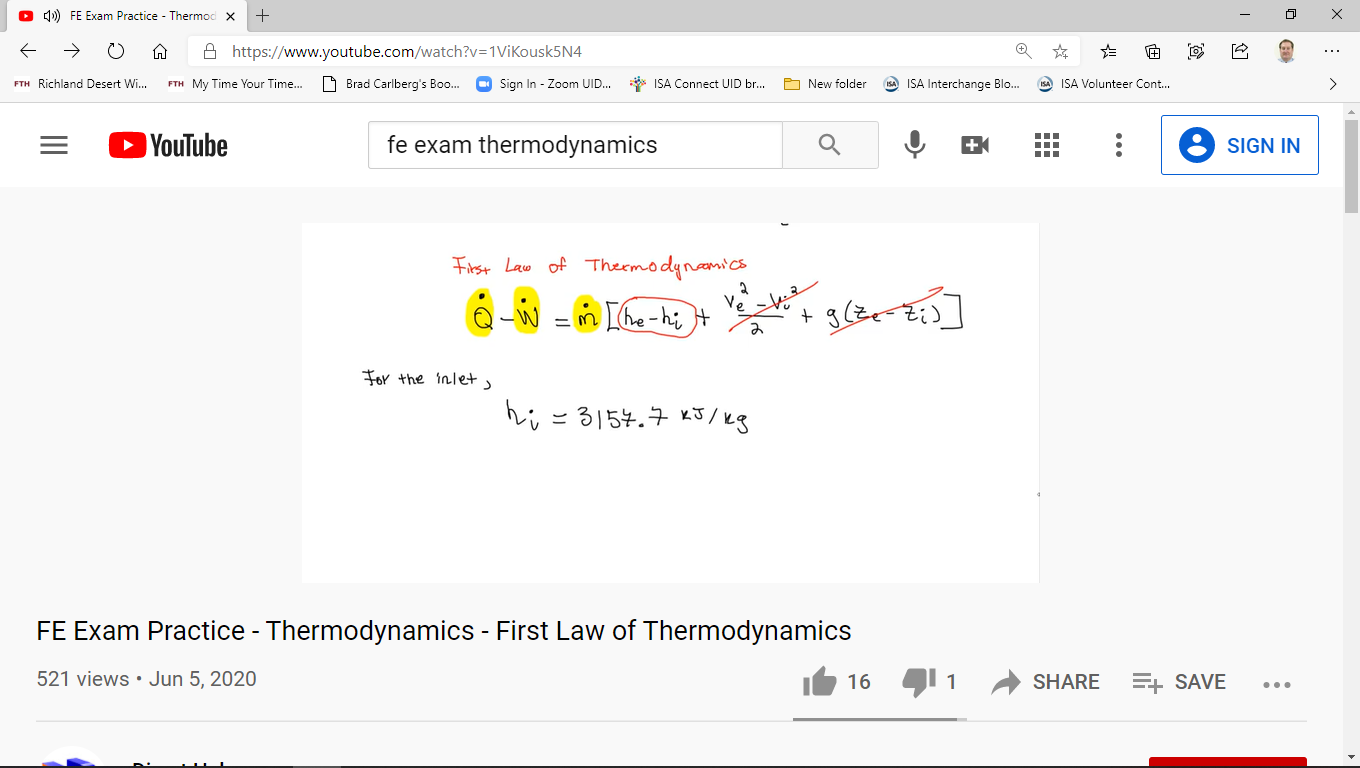 FE Exam Practice - Thermod
https://www.youtube.com/watch?v=1ViKousk5N4
FTH Richland Desert Wi... FTH My Time Your Time... Brad Carlberg's Boo... Sign In - Zoom UID... ISA Connect UID br... New folder ISA ISA Interchange Blo... ISA ISA Volunteer Cont...
YouTube fe exam thermodynamics SIGN IN
First Law of Thermodynamics
Q̇ - Ẇ = ṁ [he - hi + (Ve² - Vi²)/2 + g(Ze - Zi)]
For the inlet,
hi = 3157.7 kJ/kg
FE Exam Practice - Thermodynamics - First Law of Thermodynamics
521 views • Jun 5, 2020 16 1 SHARE SAVE